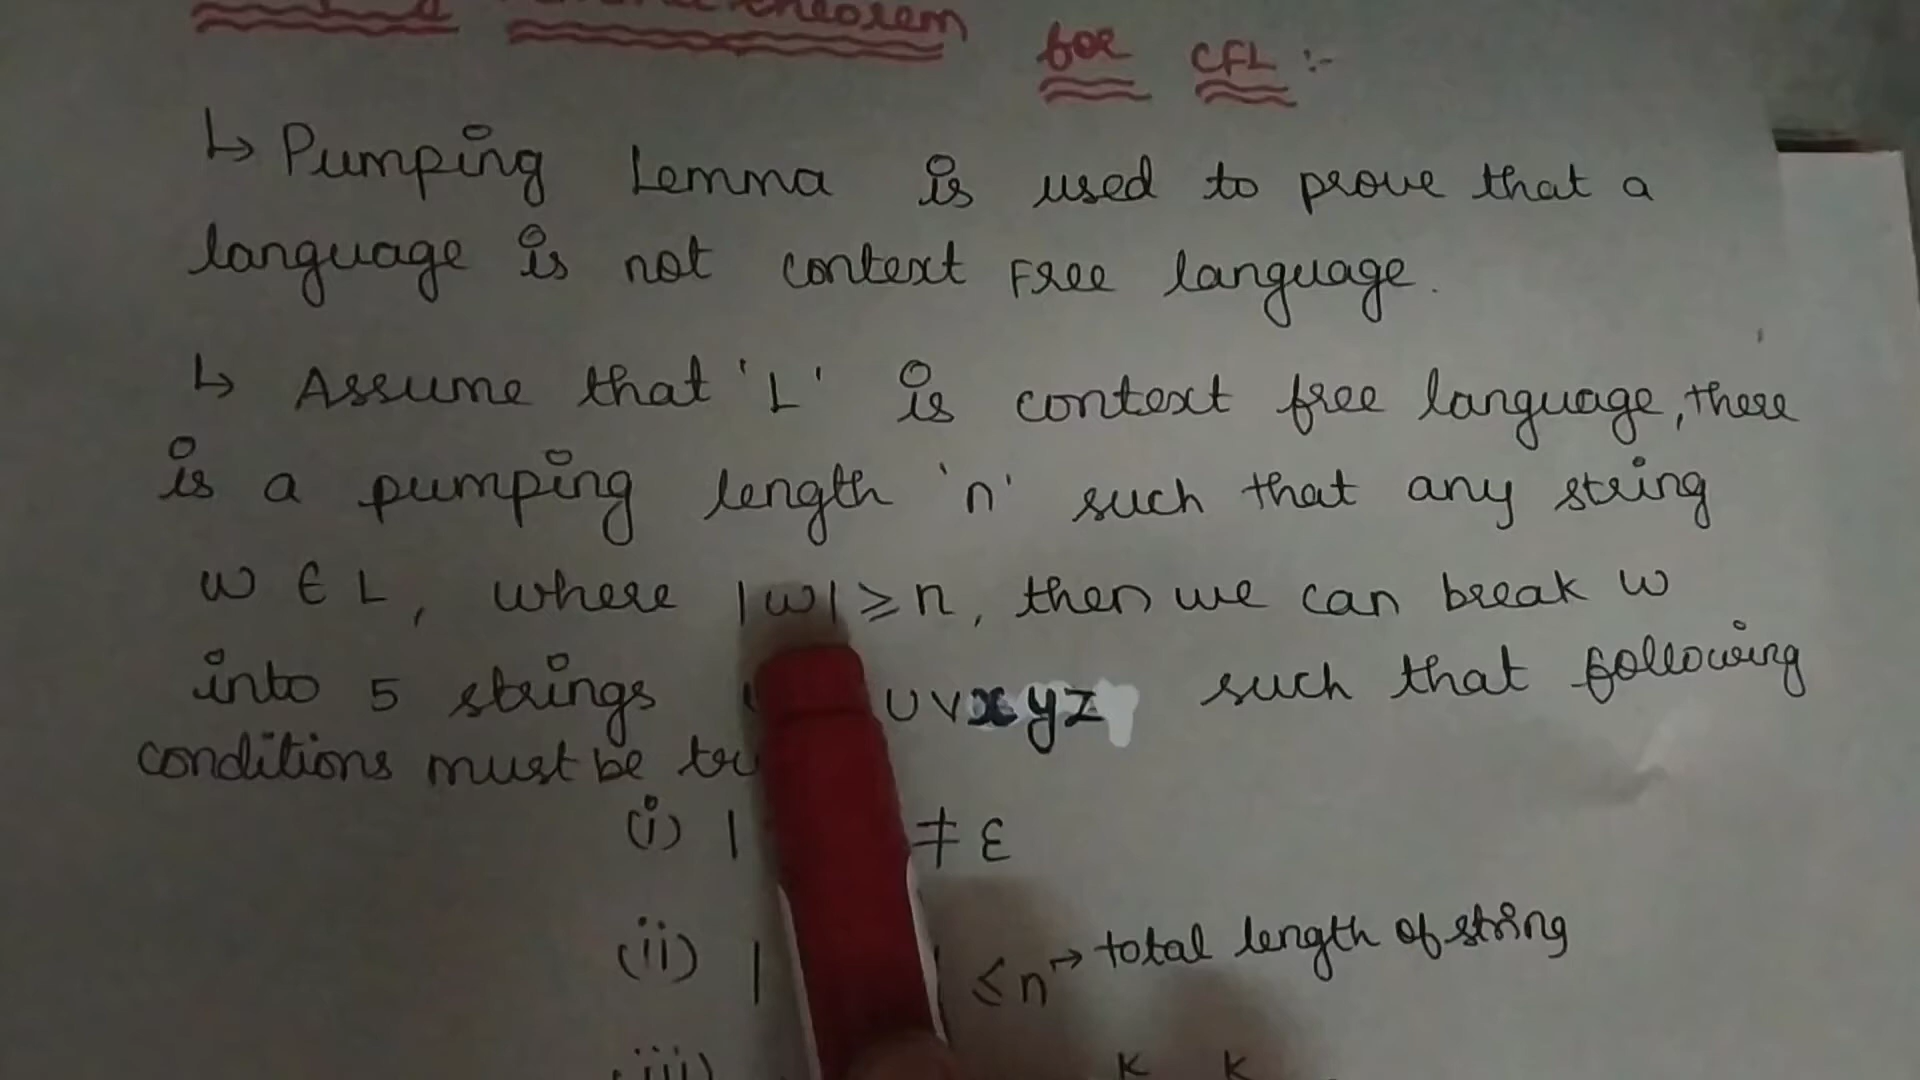 theorem for CFL :-
↳ Pumping Lemma is used to prove that a
language is not context Free language.
↳ Assume that 'L' is context free language, there
is a pumping length 'n' such that any string
w ∈ L, where |w| ≥ n, then we can break w
into 5 strings uvxyz such that following
conditions must be
(i) | ≠ ε
(ii) | | ≤ n → total length of string
(iii) k k